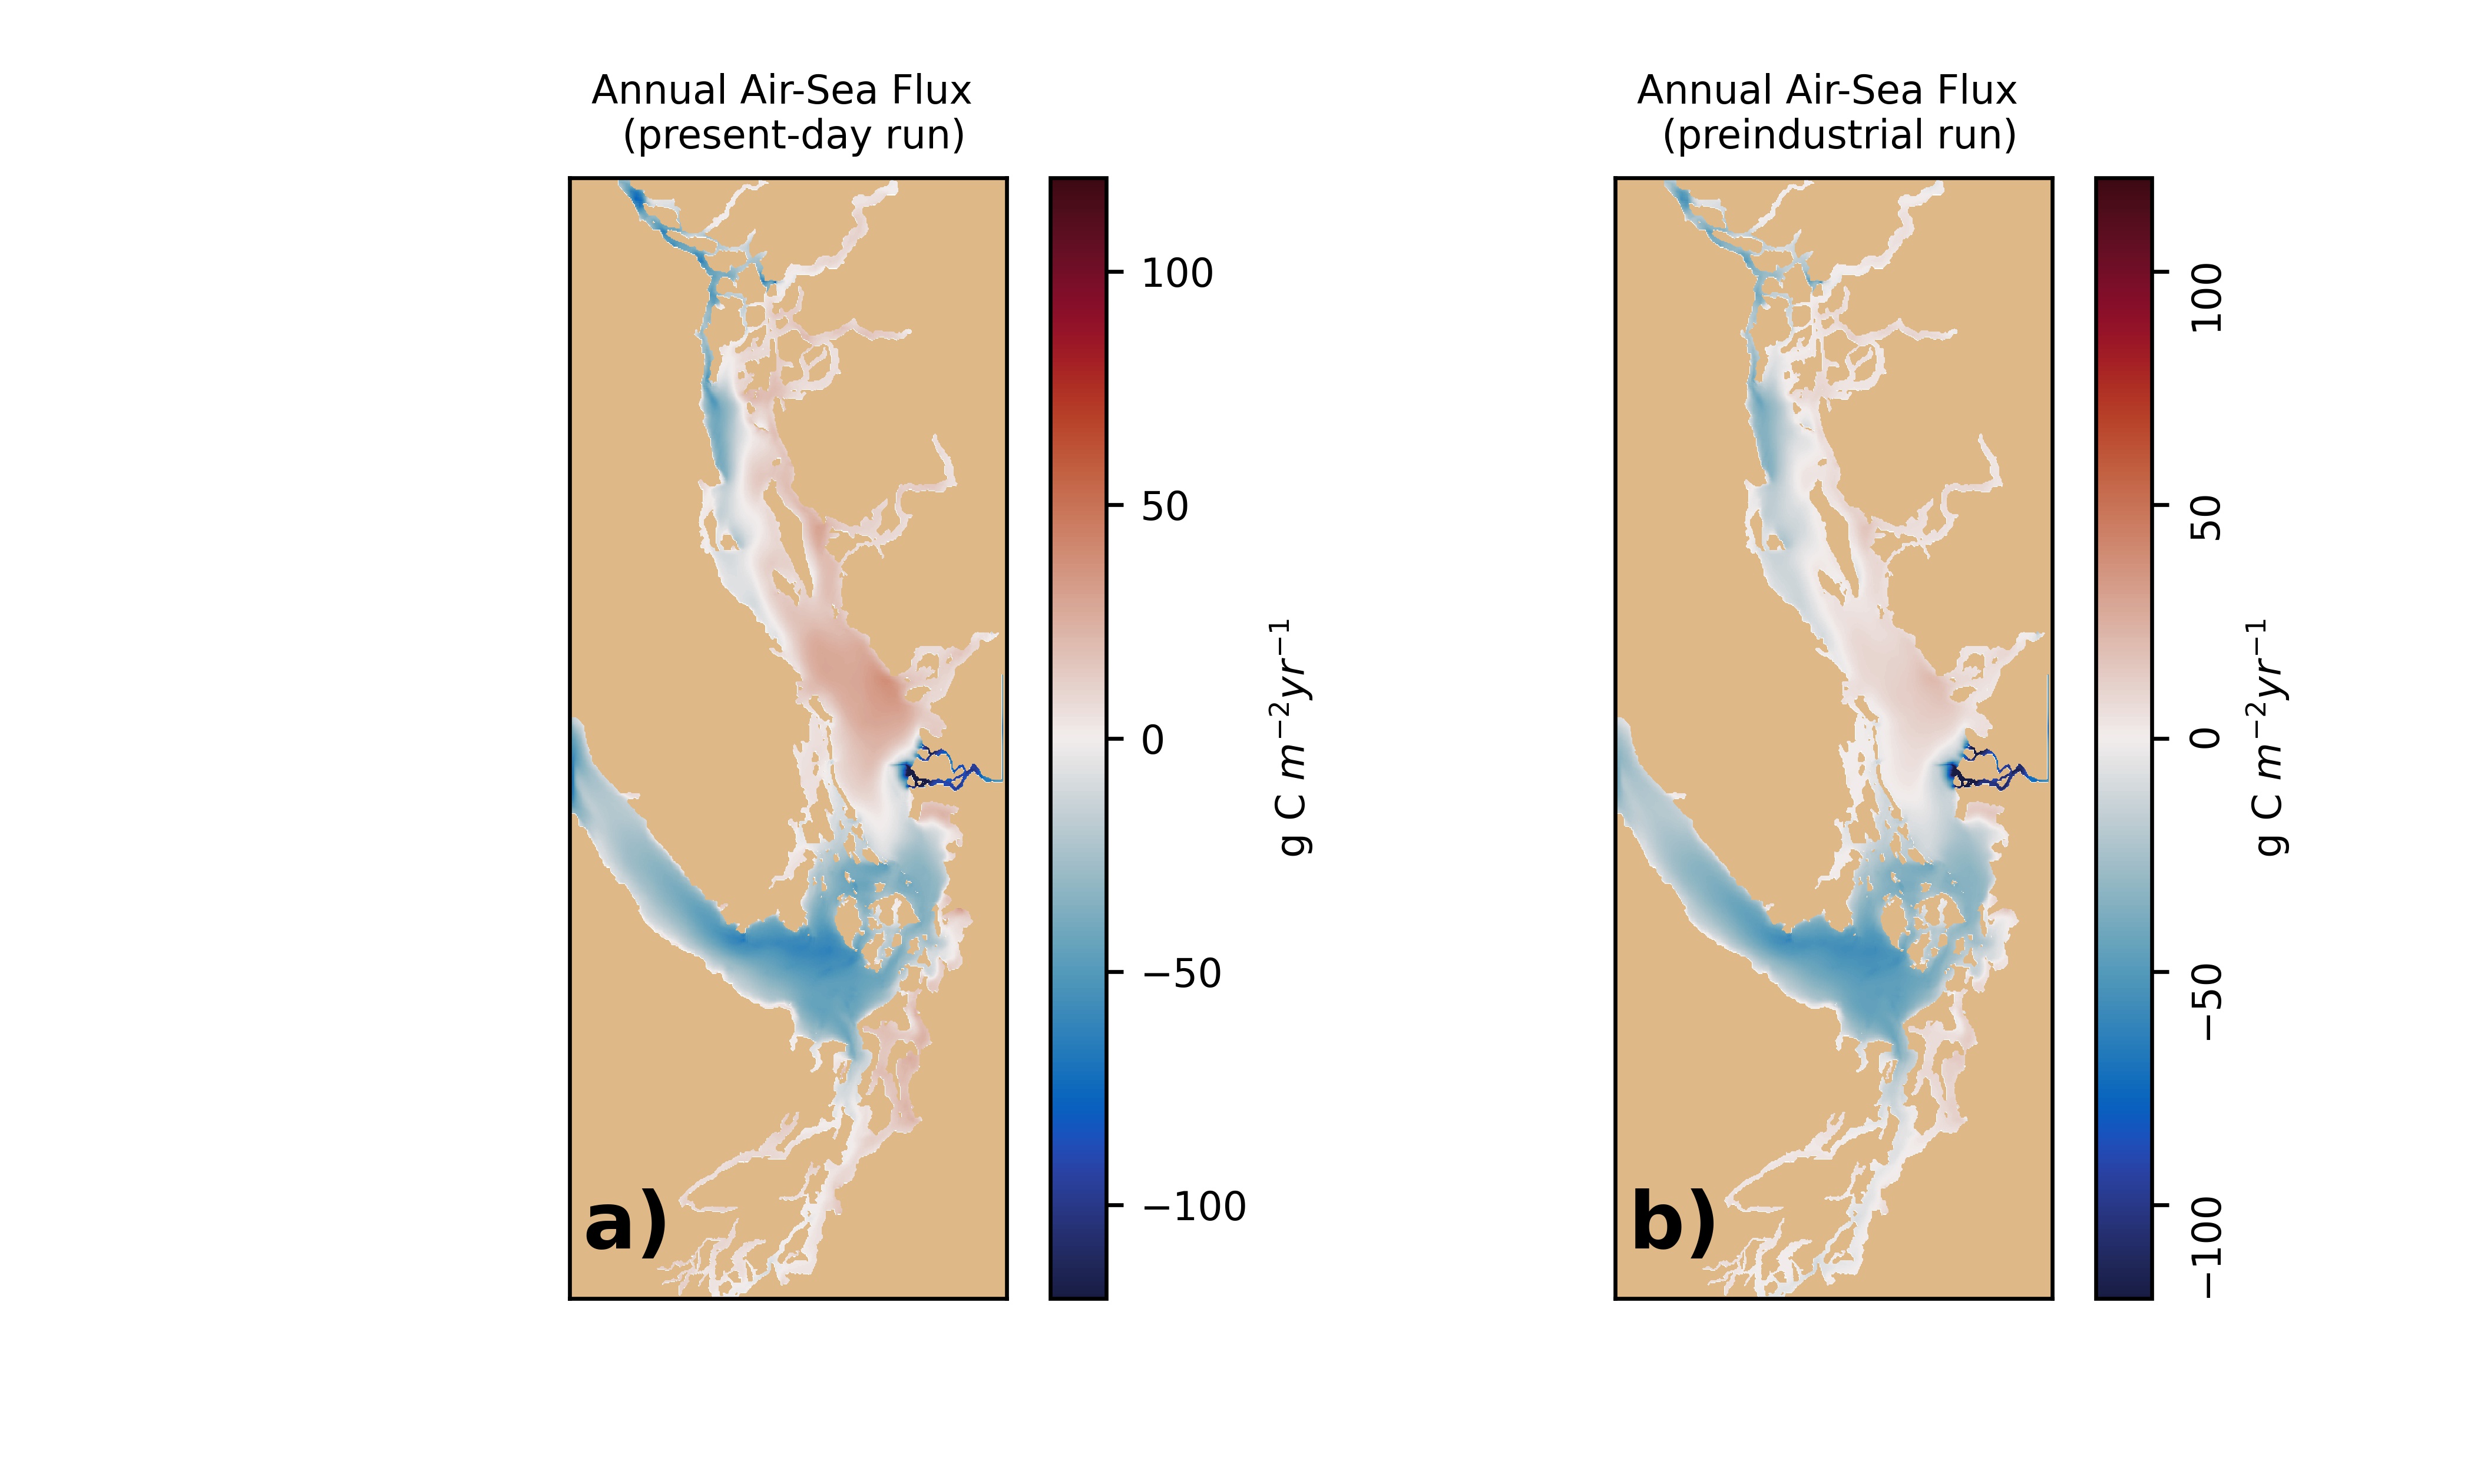 Annual Air-Sea Flux
(present-day run)
100
50
0
−50
−100
g C m⁻²yr⁻¹
a)
Annual Air-Sea Flux
(preindustrial run)
100
50
0
−50
−100
g C m⁻²yr⁻¹
b)